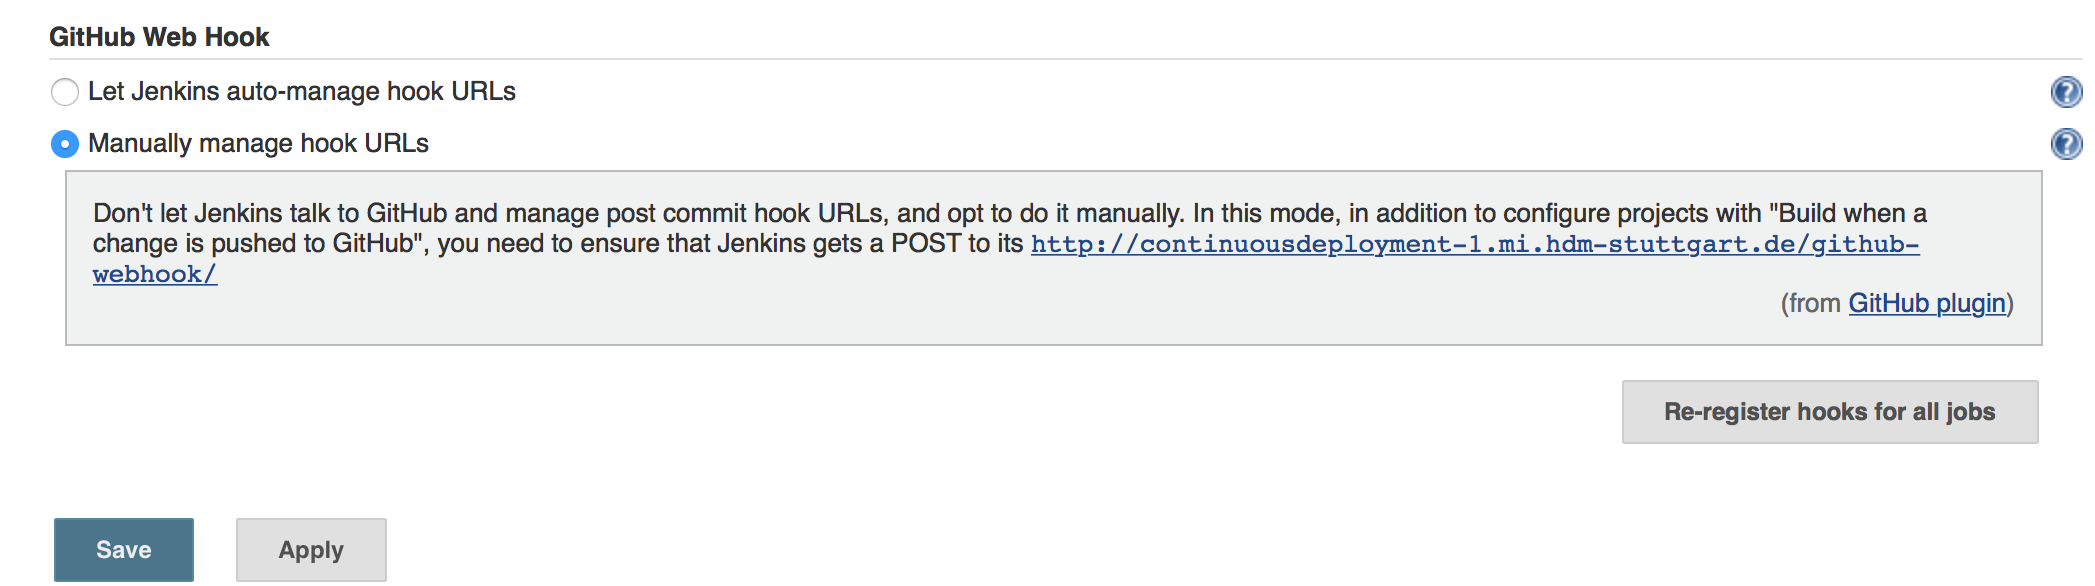 GitHub Web Hook
Let Jenkins auto-manage hook URLs
Manually manage hook URLs
Don't let Jenkins talk to GitHub and manage post commit hook URLs, and opt to do it manually. In this mode, in addition to configure projects with "Build when a
change is pushed to GitHub", you need to ensure that Jenkins gets a POST to its http://continuousdeployment-1.mi.hdm-stuttgart.de/github-
webhook/
(from GitHub plugin)
Re-register hooks for all jobs
Save Apply